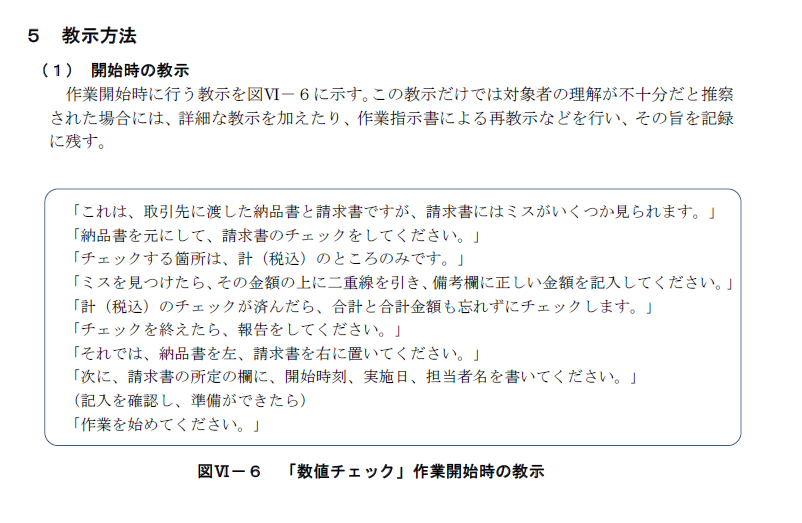 ５　教示方法
（１）　開始時の教示
作業開始時に行う教示を図Ⅵ－６に示す。この教示だけでは対象者の理解が不十分だと推察
された場合には、詳細な教示を加えたり、作業指示書による再教示などを行い、その旨を記録
に残す。
「これは、取引先に渡した納品書と請求書ですが、請求書にはミスがいくつか見られます。」
「納品書を元にして、請求書のチェックをしてください。」
「チェックする箇所は、計（税込）のところのみです。」
「ミスを見つけたら、その金額の上に二重線を引き、備考欄に正しい金額を記入してください。」
「計（税込）のチェックが済んだら、合計と合計金額も忘れずにチェックします。」
「チェックを終えたら、報告をしてください。」
「それでは、納品書を左、請求書を右に置いてください。」
「次に、請求書の所定の欄に、開始時刻、実施日、担当者名を書いてください。」
（記入を確認し、準備ができたら）
「作業を始めてください。」
図Ⅵ－６　「数値チェック」作業開始時の教示